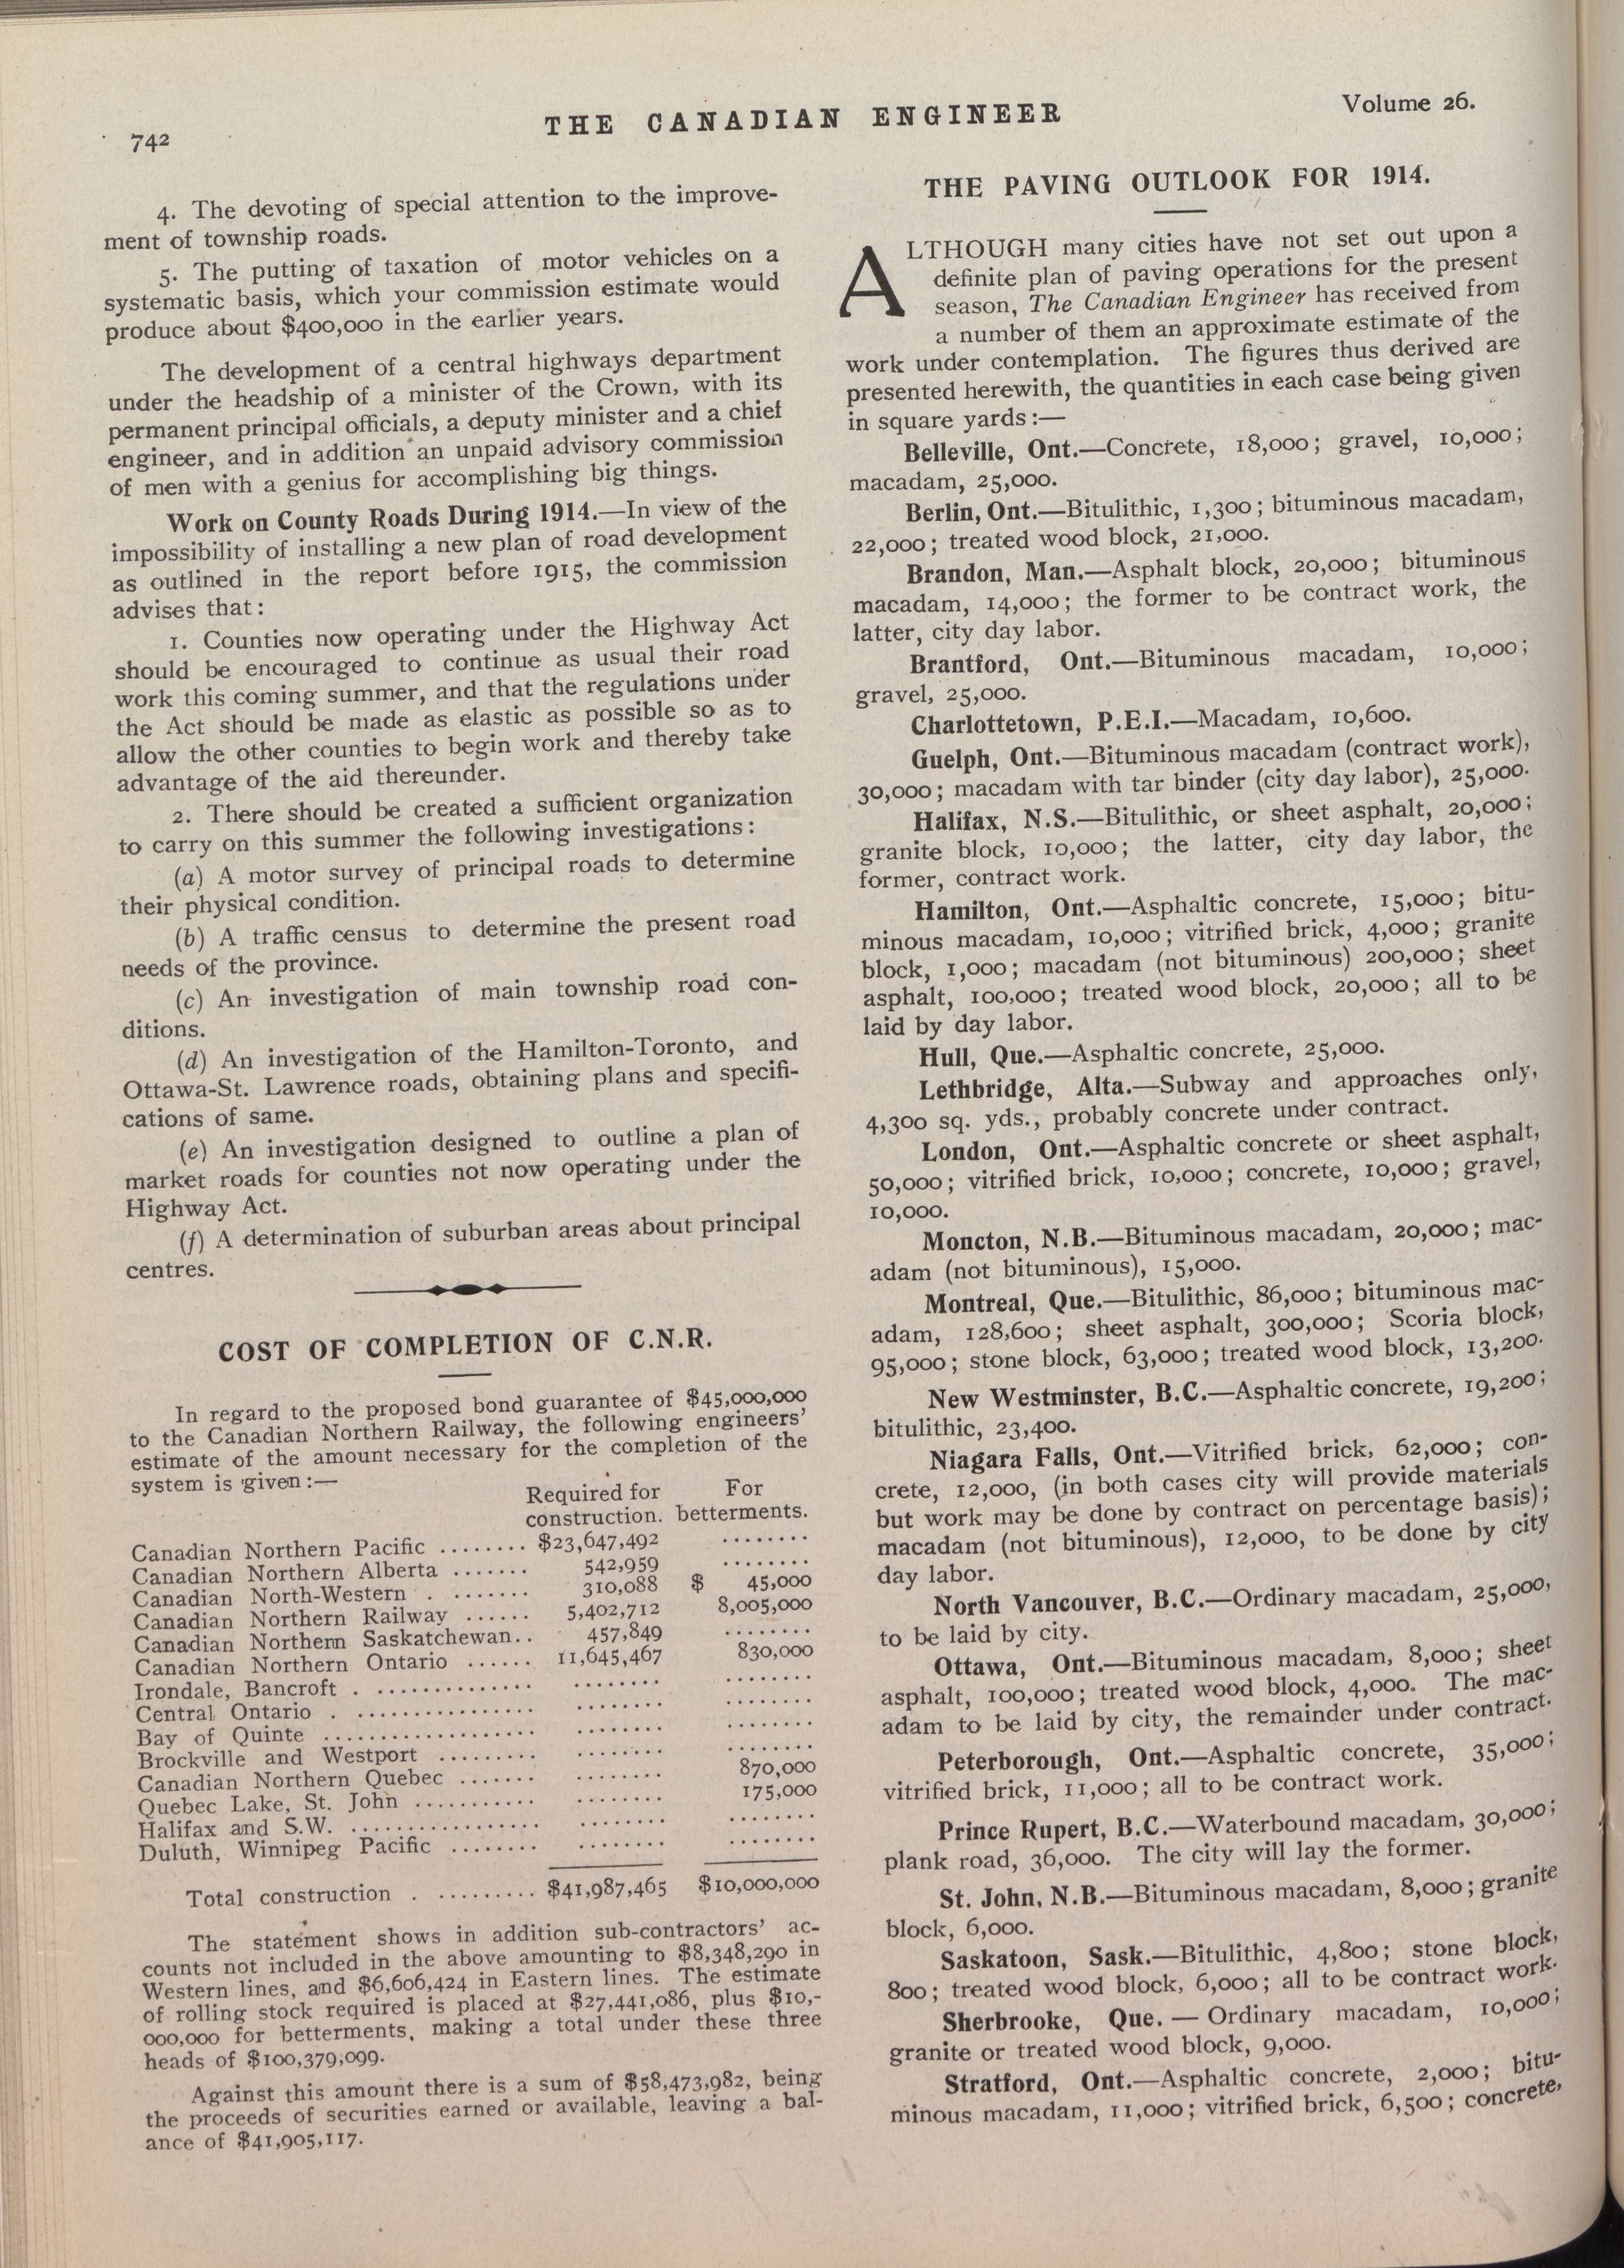 742
THE CANADIAN ENGINEER
Volume 26.
4. The devoting of special attention to the improve-
ment of township roads.
5. The putting of taxation of motor vehicles on a
systematic basis, which your commission estimate would
produce about $400,000 in the earlier years.
The development of a central highways department
under the headship of a minister of the Crown, with its
permanent principal officials, a deputy minister and a chief
engineer, and in addition an unpaid advisory commission
of men with a genius for accomplishing big things.
Work on County Roads During 1914.—In view of the
impossibility of installing a new plan of road development
as outlined in the report before 1915, the commission
advises that:
1. Counties now operating under the Highway Act
should be encouraged to continue as usual their road
work this coming summer, and that the regulations under
the Act should be made as elastic as possible so as to
allow the other counties to begin work and thereby take
advantage of the aid thereunder.
2. There should be created a sufficient organization
to carry on this summer the following investigations:
(a) A motor survey of principal roads to determine
their physical condition.
(b) A traffic census to determine the present road
needs of the province.
(c) An investigation of main township road con-
ditions.
(d) An investigation of the Hamilton-Toronto, and
Ottawa-St. Lawrence roads, obtaining plans and specifi-
cations of same.
(e) An investigation designed to outline a plan of
market roads for counties not now operating under the
Highway Act.
(f) A determination of suburban areas about principal
centres.
COST OF COMPLETION OF C.N.R.
In regard to the proposed bond guarantee of $45,000,000
to the Canadian Northern Railway, the following engineers'
estimate of the amount necessary for the completion of the
system is given:—
Required for For
construction. betterments.
Canadian Northern Pacific ........ $23,647,492 ........
Canadian Northern Alberta ....... 542,959 ........
Canadian North-Western . ....... 310,088 $ 45,000
Canadian Northern Railway ...... 5,402,712 8,005,000
Canadian Northern Saskatchewan.. 457,849 ........
Canadian Northern Ontario ...... 11,645,467 830,000
Irondale, Bancroft . .............. ........ ........
Central Ontario . ................ ........ ........
Bay of Quinte ................... ........ ........
Brockville and Westport ......... ........ ........
Canadian Northern Quebec ....... ........ 870,000
Quebec Lake, St. John ........... ........ 175,000
Halifax and S.W. ................. ........ ........
Duluth, Winnipeg Pacific ........ ........ ........
Total construction . ......... $41,987,465 $10,000,000
The statement shows in addition sub-contractors' ac-
counts not included in the above amounting to $8,348,290 in
Western lines, and $6,606,424 in Eastern lines. The estimate
of rolling stock required is placed at $27,441,086, plus $10,-
000,000 for betterments, making a total under these three
heads of $100,379,099.
Against this amount there is a sum of $58,473,982, being
the proceeds of securities earned or available, leaving a bal-
ance of $41,905,117.
THE PAVING OUTLOOK FOR 1914.
ALTHOUGH many cities have not set out upon a
definite plan of paving operations for the present
season, The Canadian Engineer has received from
a number of them an approximate estimate of the
work under contemplation. The figures thus derived are
presented herewith, the quantities in each case being given
in square yards:—
Belleville, Ont.—Concrete, 18,000; gravel, 10,000;
macadam, 25,000.
Berlin, Ont.—Bitulithic, 1,300; bituminous macadam,
22,000; treated wood block, 21,000.
Brandon, Man.—Asphalt block, 20,000; bituminous
macadam, 14,000; the former to be contract work, the
latter, city day labor.
Brantford, Ont.—Bituminous macadam, 10,000;
gravel, 25,000.
Charlottetown, P.E.I.—Macadam, 10,600.
Guelph, Ont.—Bituminous macadam (contract work),
30,000; macadam with tar binder (city day labor), 25,000.
Halifax, N.S.—Bitulithic, or sheet asphalt, 20,000;
granite block, 10,000; the latter, city day labor, the
former, contract work.
Hamilton, Ont.—Asphaltic concrete, 15,000; bitu-
minous macadam, 10,000; vitrified brick, 4,000; granite
block, 1,000; macadam (not bituminous) 200,000; sheet
asphalt, 100,000; treated wood block, 20,000; all to be
laid by day labor.
Hull, Que.—Asphaltic concrete, 25,000.
Lethbridge, Alta.—Subway and approaches only,
4,300 sq. yds., probably concrete under contract.
London, Ont.—Asphaltic concrete or sheet asphalt,
50,000; vitrified brick, 10,000; concrete, 10,000; gravel,
10,000.
Moncton, N.B.—Bituminous macadam, 20,000; mac-
adam (not bituminous), 15,000.
Montreal, Que.—Bitulithic, 86,000; bituminous mac-
adam, 128,600; sheet asphalt, 300,000; Scoria block,
95,000; stone block, 63,000; treated wood block, 13,200.
New Westminster, B.C.—Asphaltic concrete, 19,200;
bitulithic, 23,400.
Niagara Falls, Ont.—Vitrified brick, 62,000; con-
crete, 12,000, (in both cases city will provide materials
but work may be done by contract on percentage basis);
macadam (not bituminous), 12,000, to be done by city
day labor.
North Vancouver, B.C.—Ordinary macadam, 25,000,
to be laid by city.
Ottawa, Ont.—Bituminous macadam, 8,000; sheet
asphalt, 100,000; treated wood block, 4,000. The mac-
adam to be laid by city, the remainder under contract.
Peterborough, Ont.—Asphaltic concrete, 35,000;
vitrified brick, 11,000; all to be contract work.
Prince Rupert, B.C.—Waterbound macadam, 30,000;
plank road, 36,000. The city will lay the former.
St. John, N.B.—Bituminous macadam, 8,000; granite
block, 6,000.
Saskatoon, Sask.—Bitulithic, 4,800; stone block,
800; treated wood block, 6,000; all to be contract work.
Sherbrooke, Que. — Ordinary macadam, 10,000;
granite or treated wood block, 9,000.
Stratford, Ont.—Asphaltic concrete, 2,000; bitu-
minous macadam, 11,000; vitrified brick, 6,500; concrete,